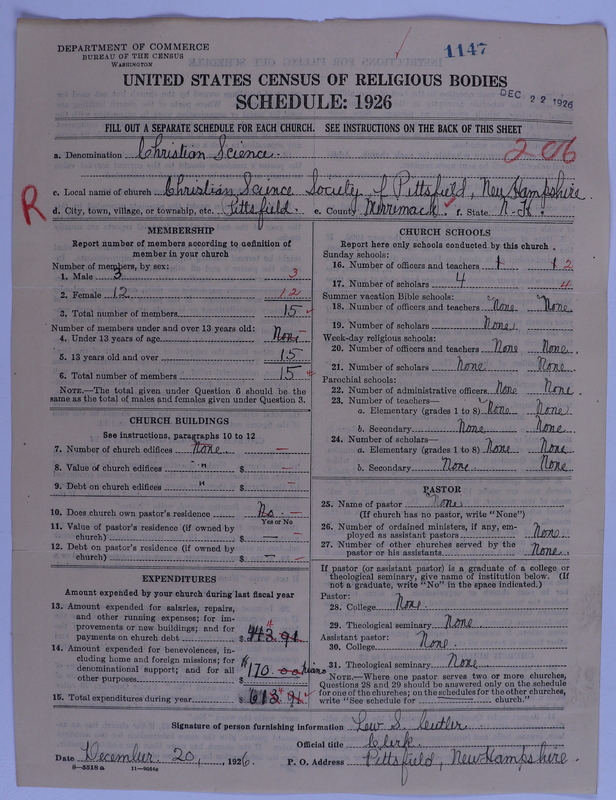 DEPARTMENT OF COMMERCE
BUREAU OF THE CENSUS
WASHINGTON
1147
UNITED STATES CENSUS OF RELIGIOUS BODIES
SCHEDULE: 1926
DEC 22 1926
FILL OUT A SEPARATE SCHEDULE FOR EACH CHURCH. SEE INSTRUCTIONS ON THE BACK OF THIS SHEET
a. Denomination Christian Science.
206
c. Local name of church Christian Science Society of Pittsfield, New Hampshire.
R
d. City, town, village, or township, etc. Pittsfield. e. County Merrimack f. State N-H.
MEMBERSHIP
Report number of members according to definition of
member in your church
Number of members, by sex:
1. Male 3 3
2. Female 12 12
3. Total number of members 15
Number of members under and over 13 years old:
4. Under 13 years of age None
5. 13 years old and over 15
6. Total number of members 15
NOTE.—The total given under Question 6 should be
same as the total of males and females given under Question 3.
CHURCH BUILDINGS
See instructions, paragraphs 10 to 12
7. Number of church edifices None —
8. Value of church edifices " $ —
9. Debt on church edifices " $ —
10. Does church own pastor's residence No. —
Yes or No
11. Value of pastor's residence (if owned by
church) $ — —
12. Debt on pastor's residence (if owned by
church) $ — —
EXPENDITURES
Amount expended by your church during last fiscal year
13. Amount expended for salaries, repairs,
and other running expenses; for im-
provements or new buildings; and for
payments on church debt $ 443.91
14. Amount expended for benevolences, in-
cluding home and foreign missions; for
denominational support; and for all
other purposes 170.00
15. Total expenditures during year $ 613 91
CHURCH SCHOOLS
Report here only schools conducted by this church.
Sunday schools:
16. Number of officers and teachers 1 2
17. Number of scholars 4 4
Summer vacation Bible schools:
18. Number of officers and teachers None None
19. Number of scholars None
Week-day religious schools:
20. Number of officers and teachers None None
21. Number of scholars None None
Parochial schools:
22. Number of administrative officers None None
23. Number of teachers—
a. Elementary (grades 1 to 8) None None
b. Secondary None None
24. Number of scholars—
a. Elementary (grades 1 to 8) None None
b. Secondary None None
PASTOR
25. Name of pastor None
(If church has no pastor, write "None")
26. Number of ordained ministers, if any, em-
ployed as assistant pastors None
27. Number of other churches served by the
pastor or his assistants None
If pastor (or assistant pastor) is a graduate of a college or
theological seminary, give name of institution below. (If
not a graduate, write "No" in the space indicated.)
Pastor:
28. College None.
29. Theological seminary None
Assistant pastor:
30. College None
31. Theological seminary None
NOTE.—Where one pastor serves two or more churches,
Questions 28 and 29 should be answered only on the schedule
for one of the churches; on the schedules for the other churches,
write "See schedule for church."
Signature of person furnishing information Lew S. Cutler
Official title Clerk
Date December 20, 1926. P. O. Address Pittsfield, New Hampshire.
8—5518a 11—9054a